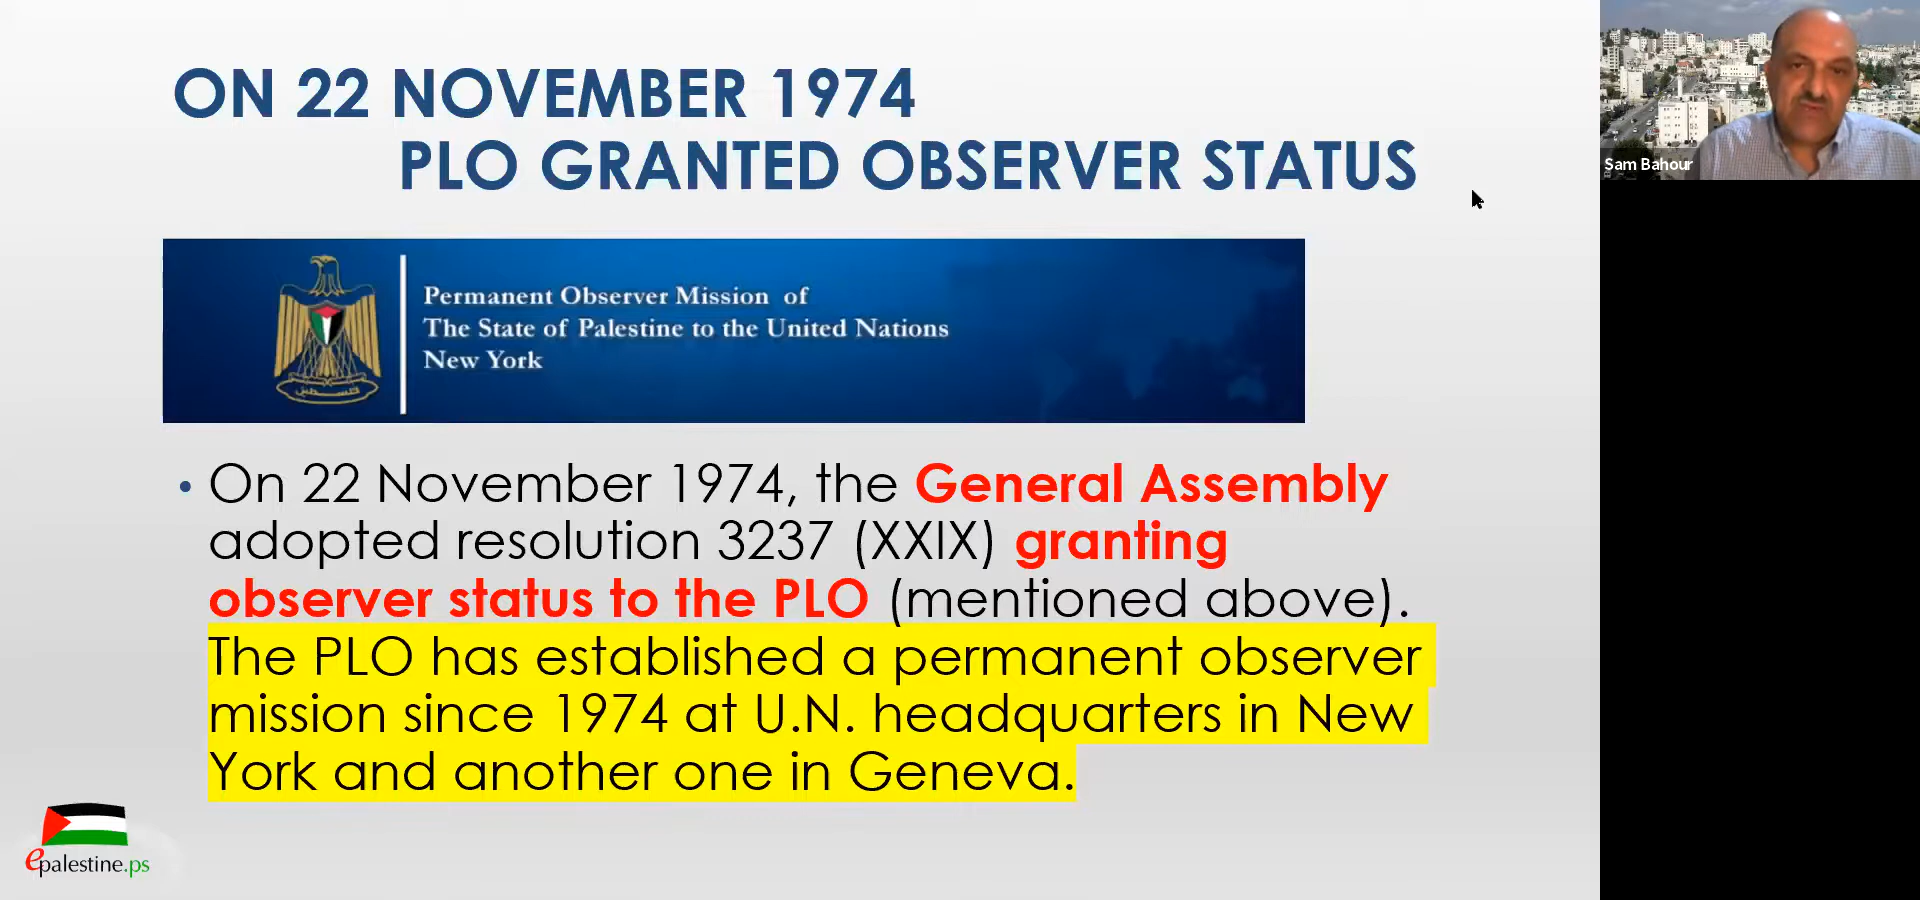 ON 22 NOVEMBER 1974
PLO GRANTED OBSERVER STATUS
Sam Bahour
Permanent Observer Mission of
The State of Palestine to the United Nations
New York
فلسطين
• On 22 November 1974, the General Assembly
adopted resolution 3237 (XXIX) granting
observer status to the PLO (mentioned above).
The PLO has established a permanent observer
mission since 1974 at U.N. headquarters in New
York and another one in Geneva.
epalestine.ps